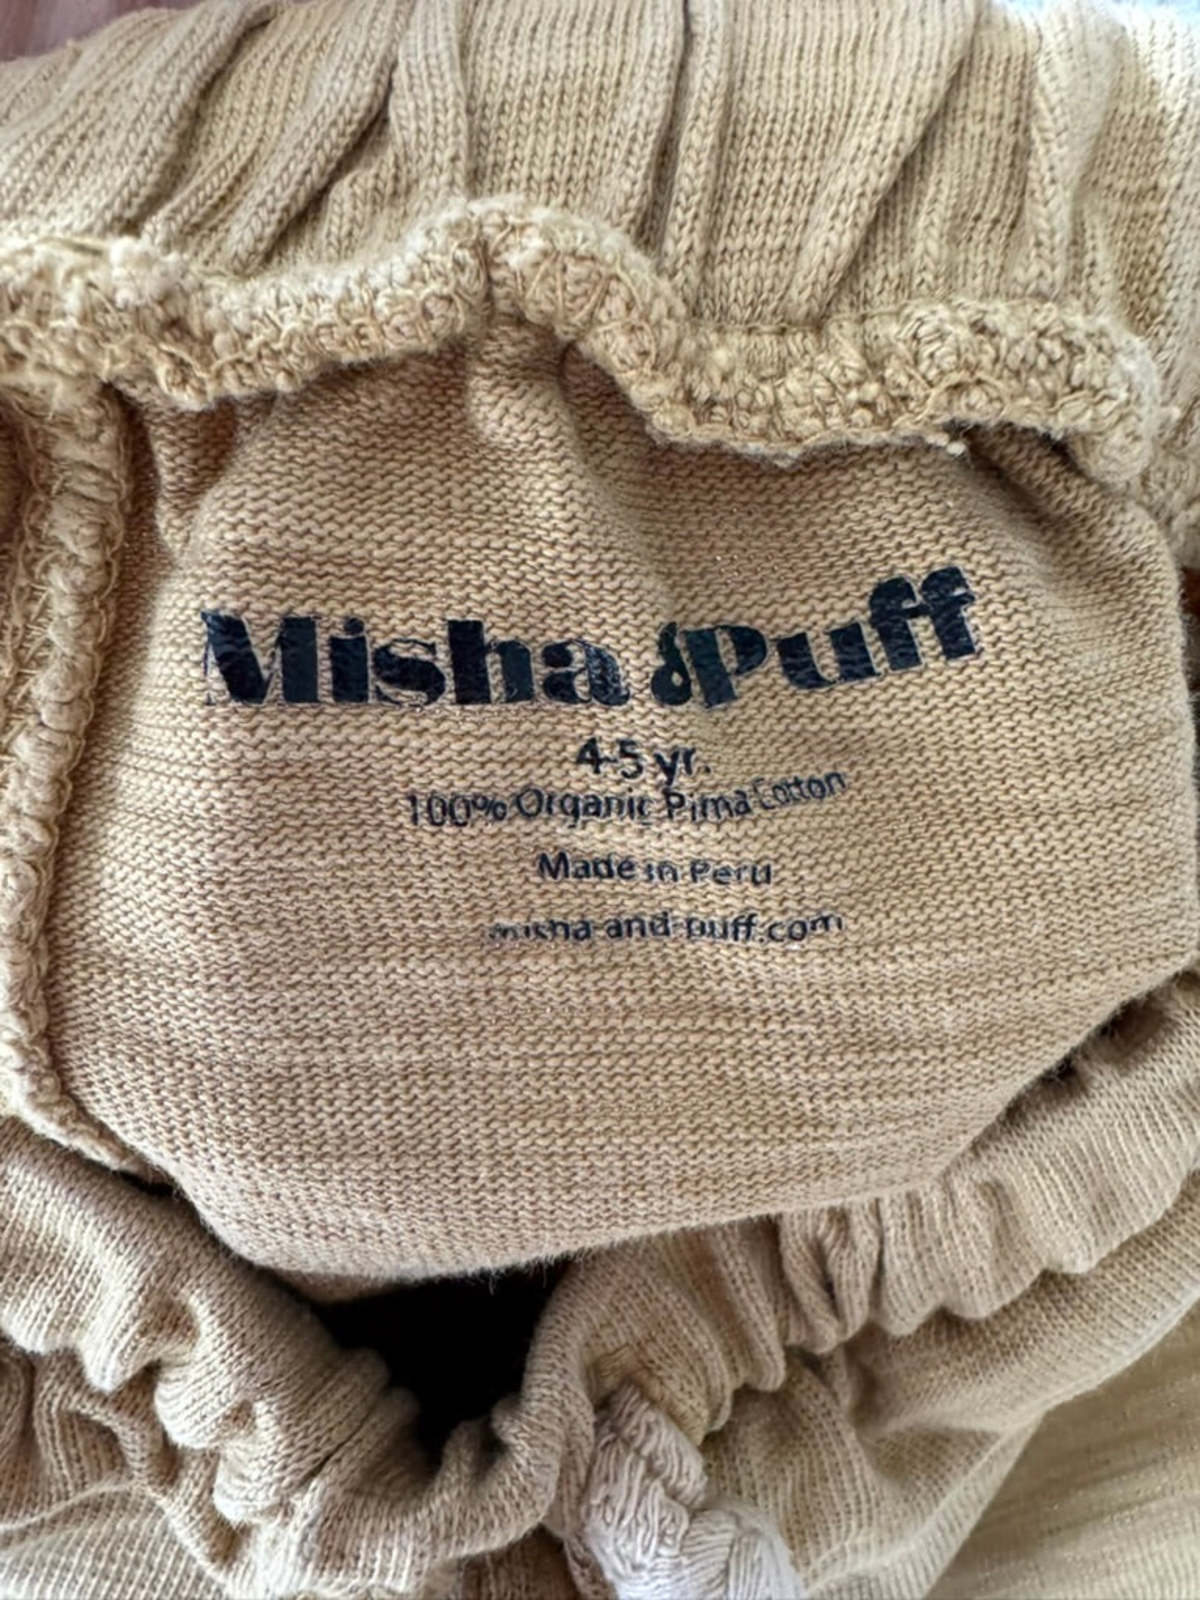 Misha & Puff
4-5 yr.
100% Organic Pima Cotton
Made in Peru
misha-and-puff.com